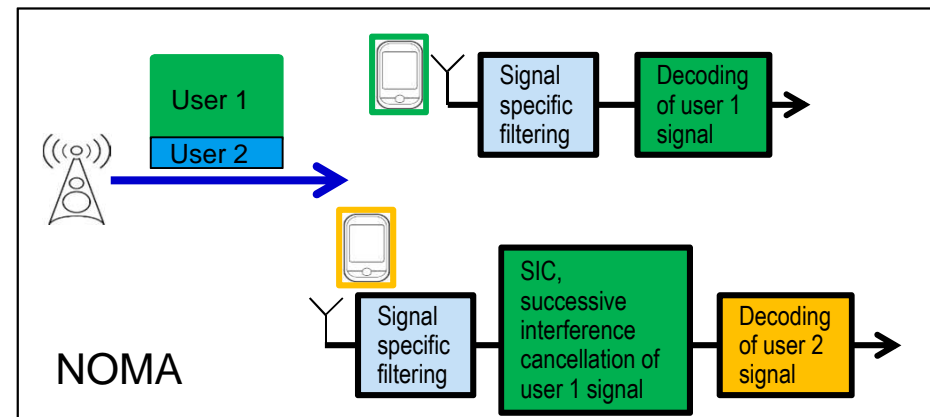 User 1
User 2
Signal
specific
filtering
Decoding
of user 1
signal
Signal
specific
filtering
SIC,
successive
interference
cancellation of
user 1 signal
Decoding
of user 2
signal
NOMA